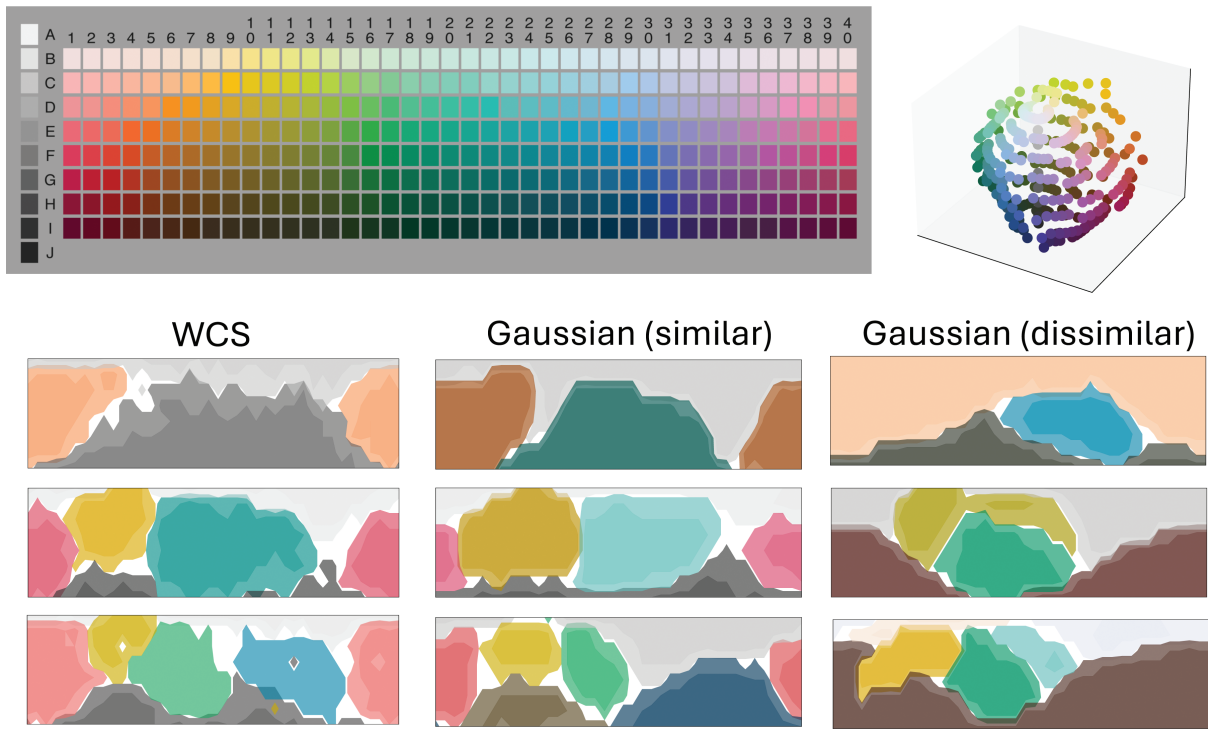 A 1 2 3 4 5 6 7 8 9 10 11 12 13 14 15 16 17 18 19 20 21 22 23 24 25 26 27 28 29 30 31 32 33 34 35 36 37 38 39 40
B
C
D
E
F
G
H
I
J
WCS Gaussian (similar) Gaussian (dissimilar)